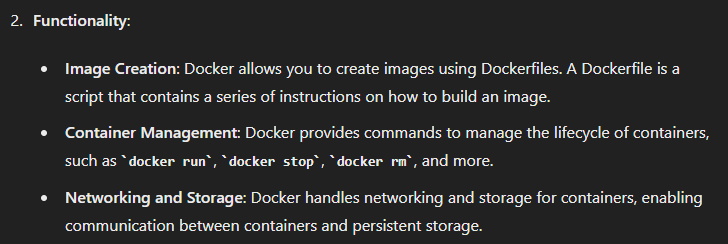 2. Functionality:
• Image Creation: Docker allows you to create images using Dockerfiles. A Dockerfile is a
script that contains a series of instructions on how to build an image.
• Container Management: Docker provides commands to manage the lifecycle of containers,
such as `docker run`, `docker stop`, `docker rm`, and more.
• Networking and Storage: Docker handles networking and storage for containers, enabling
communication between containers and persistent storage.